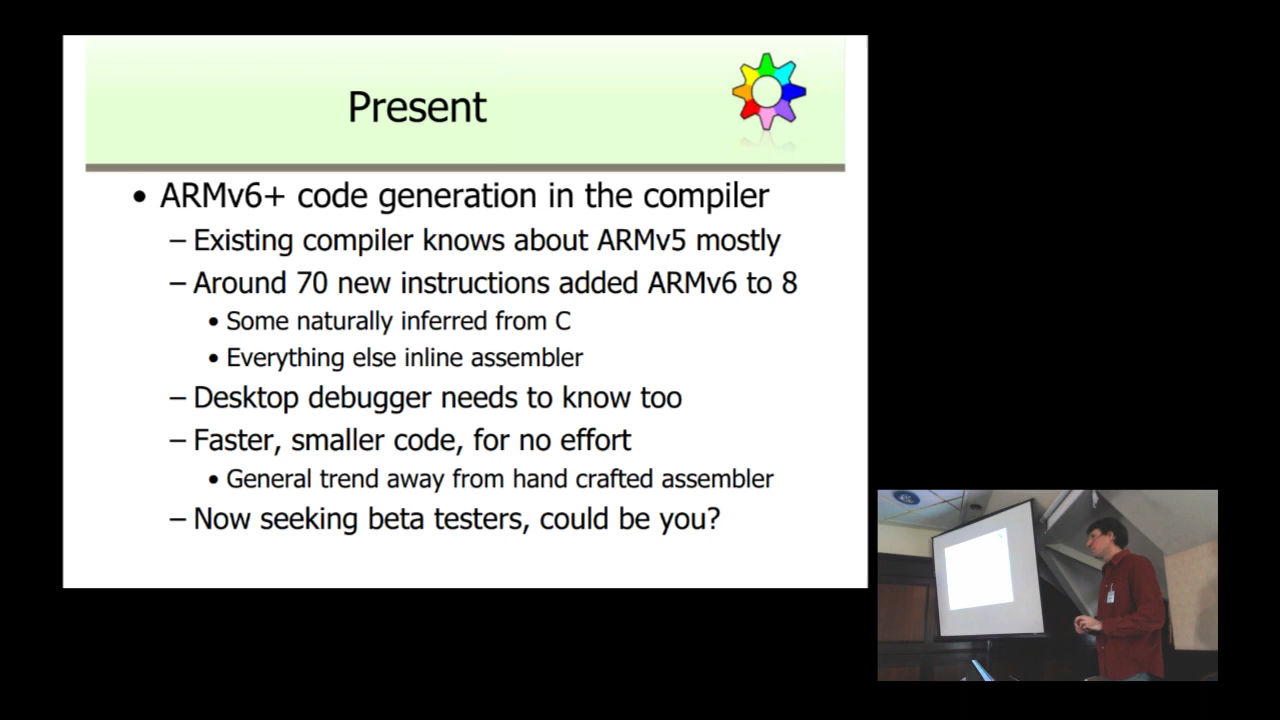 Present
• ARMv6+ code generation in the compiler
– Existing compiler knows about ARMv5 mostly
– Around 70 new instructions added ARMv6 to 8
• Some naturally inferred from C
• Everything else inline assembler
– Desktop debugger needs to know too
– Faster, smaller code, for no effort
• General trend away from hand crafted assembler
– Now seeking beta testers, could be you?